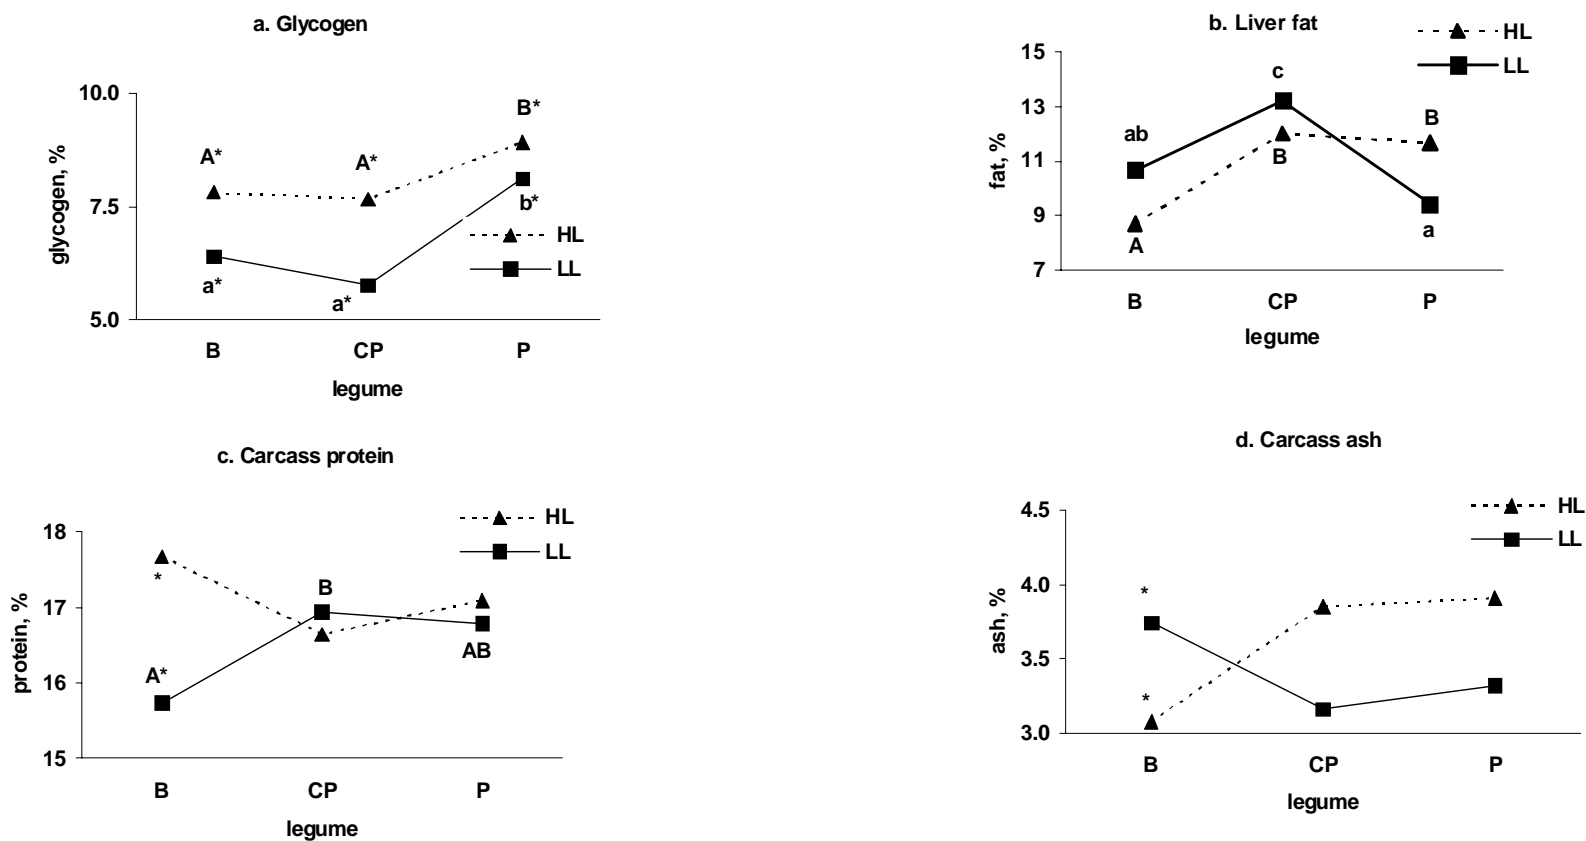 a. Glycogen
10.0
7.5
5.0
glycogen, %
A*
A*
B*
a*
a*
b*
HL
LL
B CP P
legume
b. Liver fat
HL
LL
15
13
11
9
7
fat, %
ab
c
B
A
B
a
B CP P
legume
c. Carcass protein
HL
LL
18
17
16
15
protein, %
*
B
A*
AB
B CP P
legume
d. Carcass ash
HL
LL
4.5
4.0
3.5
3.0
ash, %
*
*
B CP P
legume